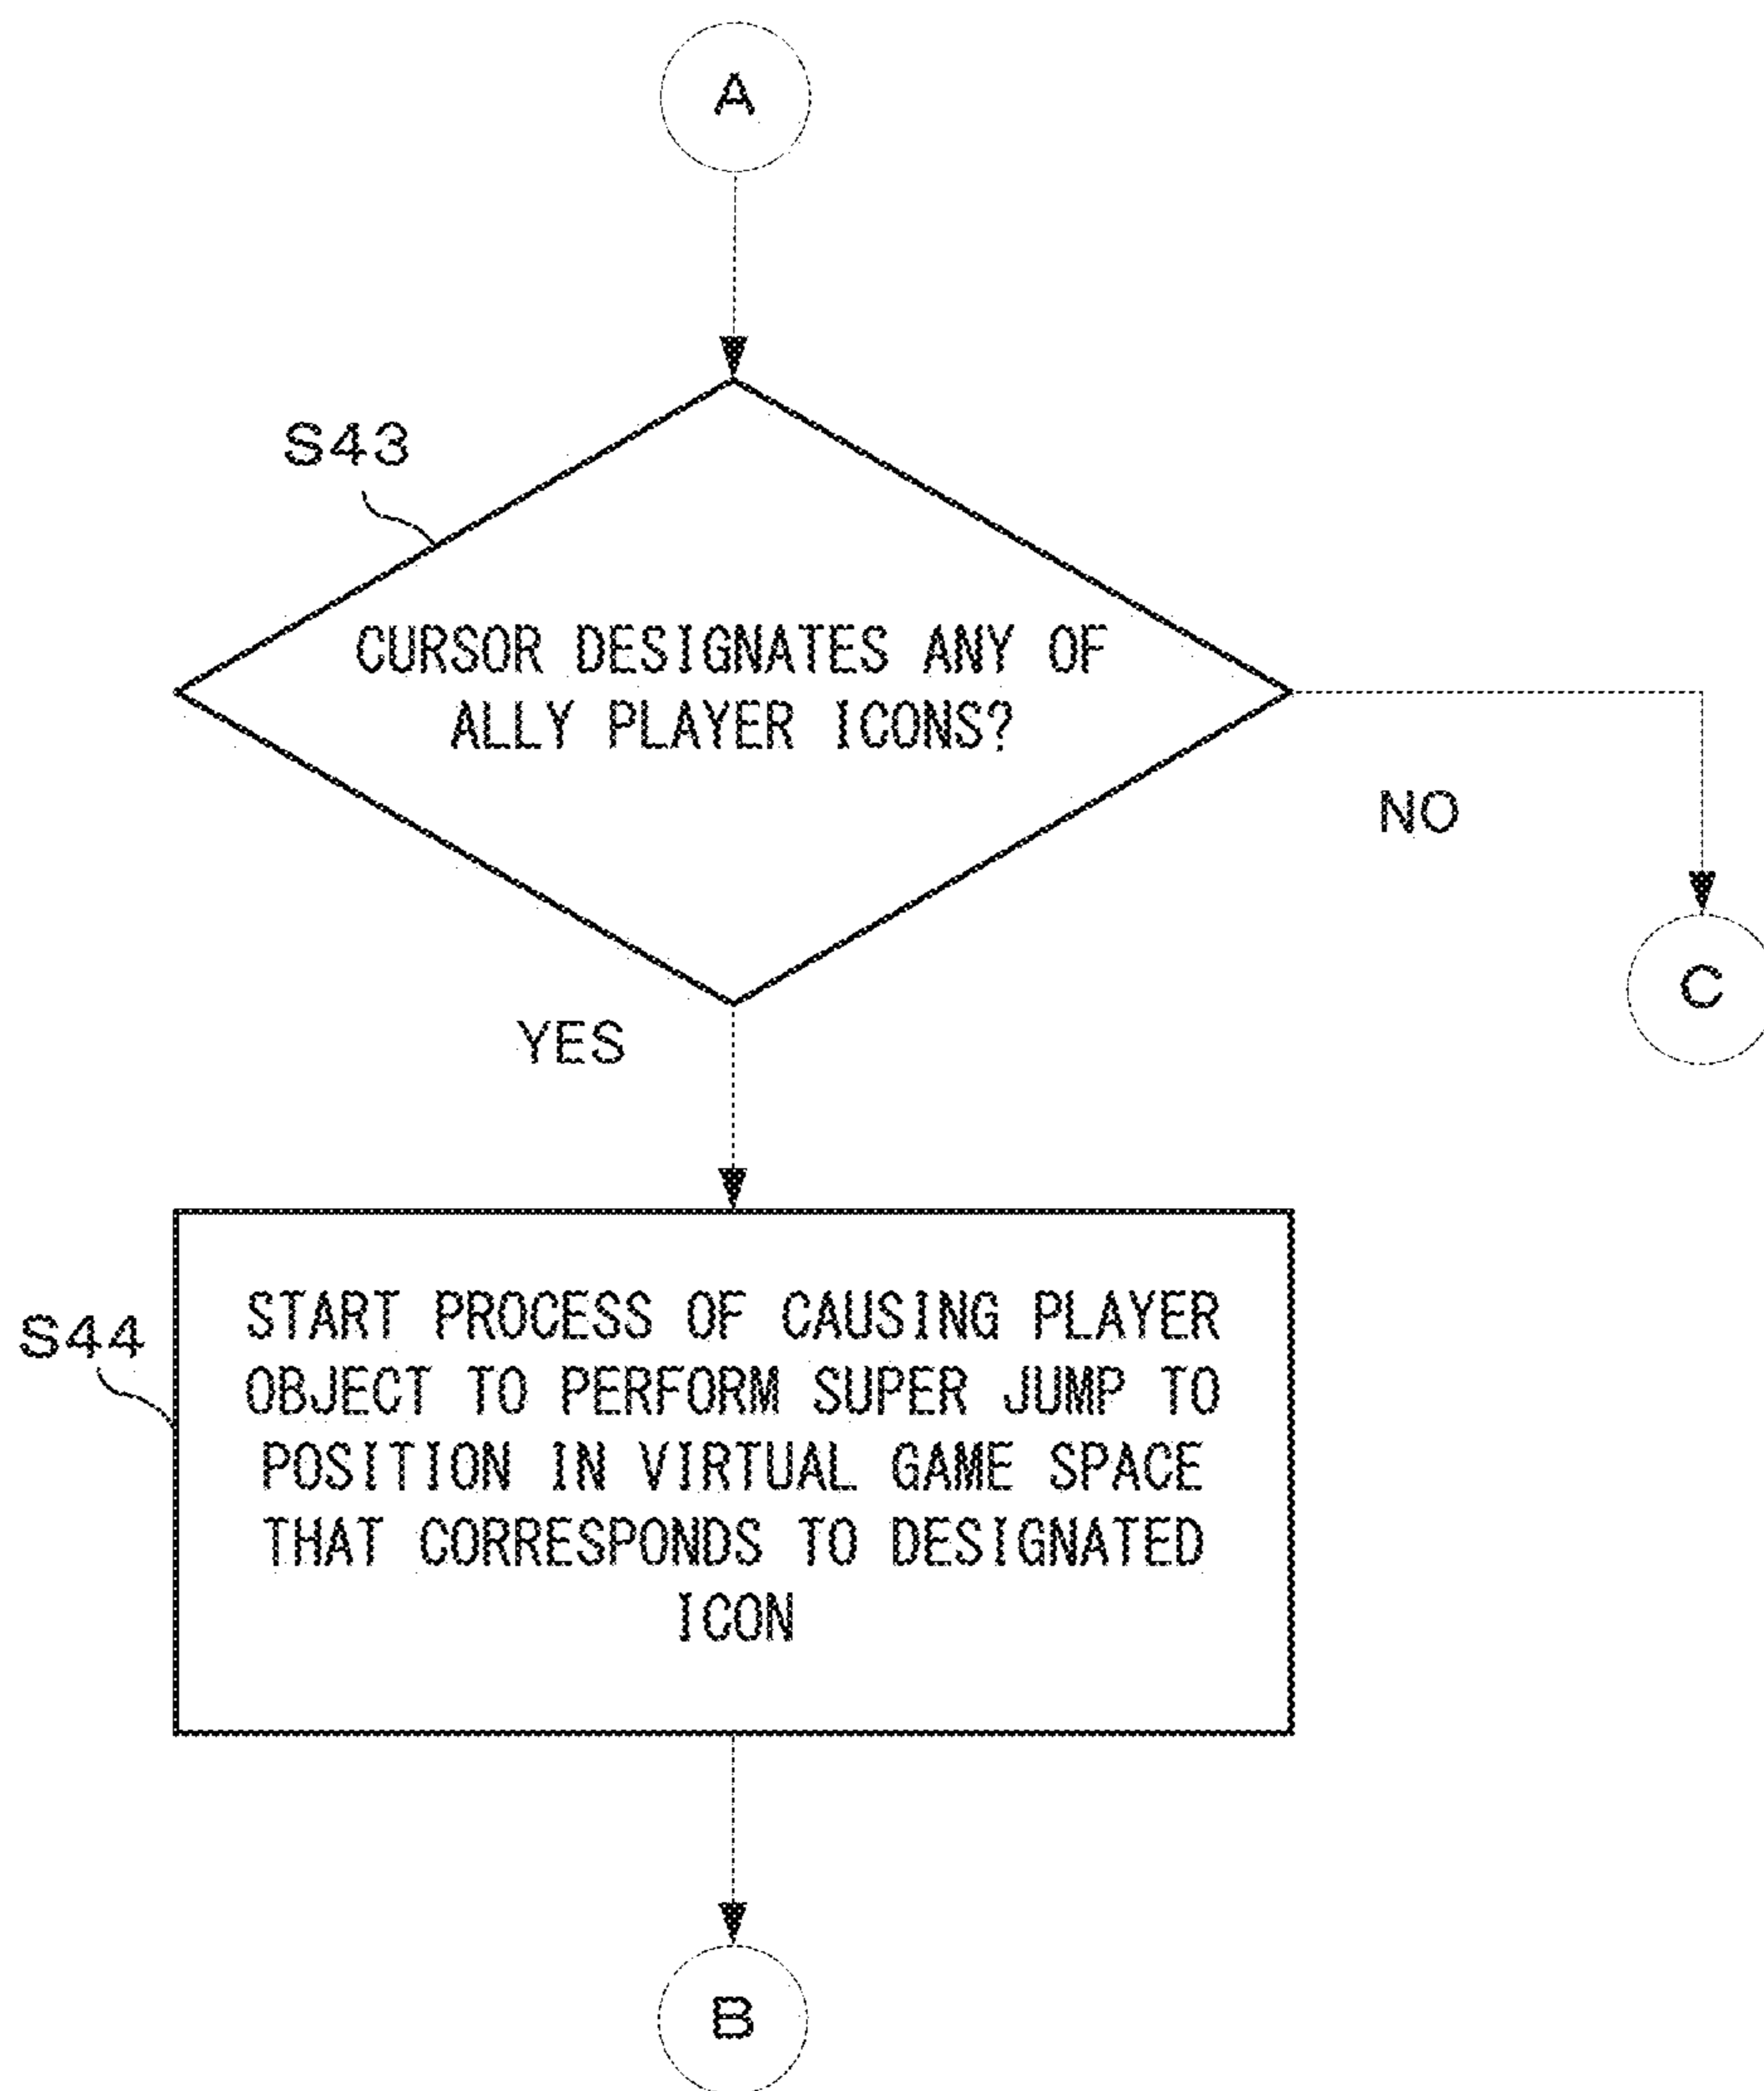 A
S43
CURSOR DESIGNATES ANY OF
ALLY PLAYER ICONS?
NO
C
YES
S44
START PROCESS OF CAUSING PLAYER
OBJECT TO PERFORM SUPER JUMP TO
POSITION IN VIRTUAL GAME SPACE
THAT CORRESPONDS TO DESIGNATED
ICON
B